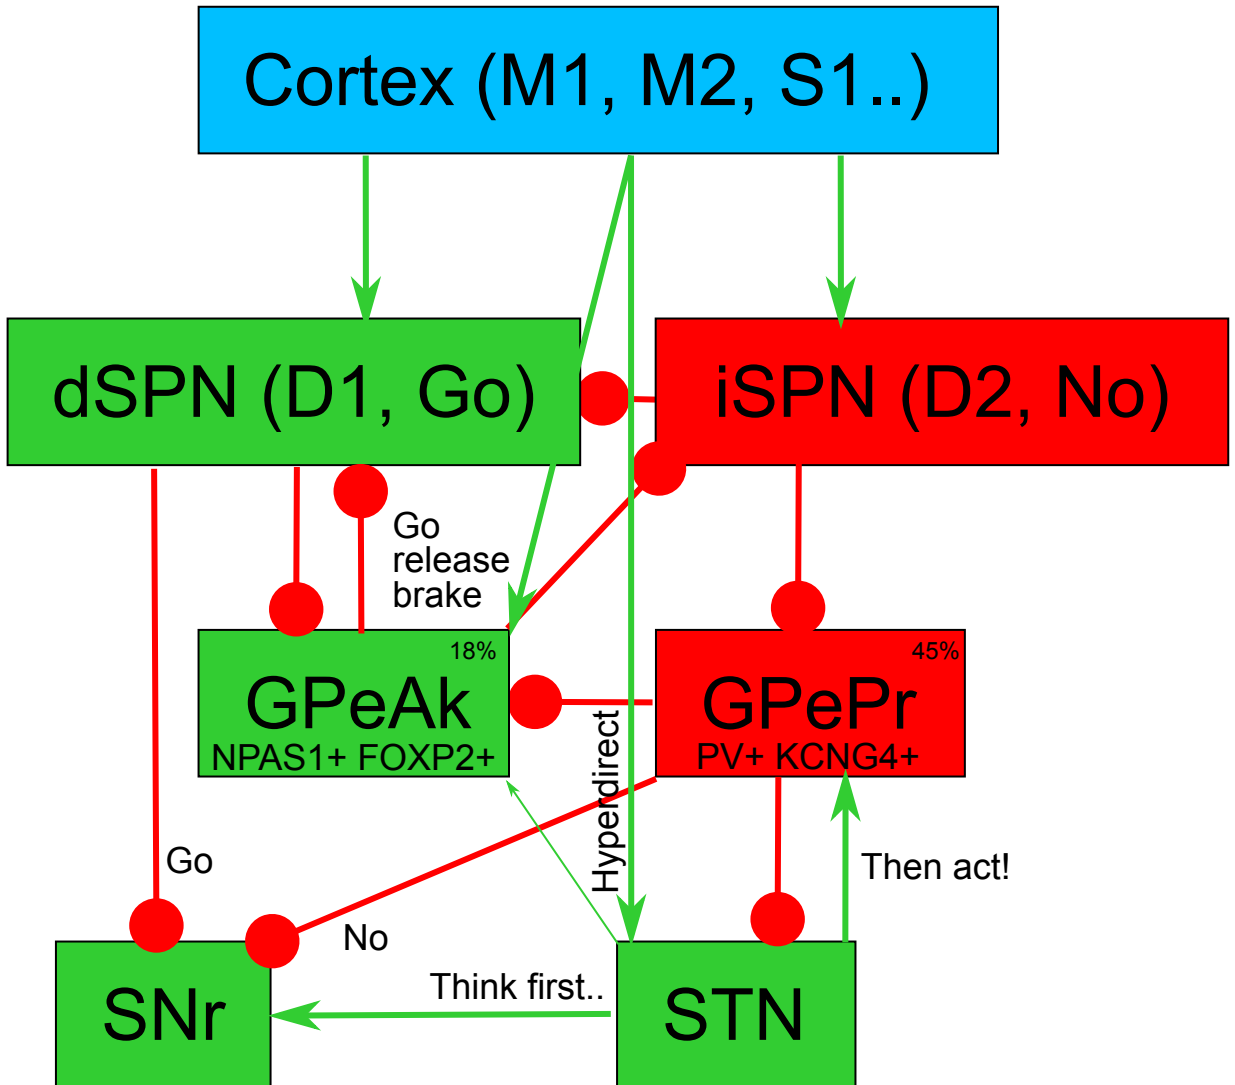 Cortex (M1, M2, S1..)
dSPN (D1, Go)
iSPN (D2, No)
Go
release
brake
18%
GPeAk
NPAS1+ FOXP2+
45%
GPePr
PV+ KCNG4+
Hyperdirect
Go
Then act!
No
Think first..
SNr
STN